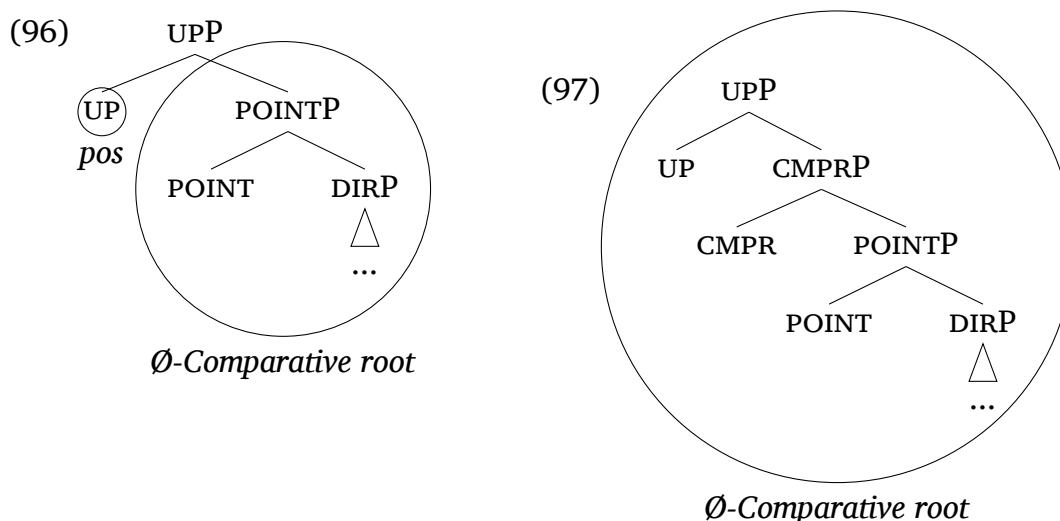 (96)
UPP
UP
POINTP
pos
POINT
DIRP
...
Ø-Comparative root
(97)
UPP
UP
CMPRP
CMPR
POINTP
POINT
DIRP
...
Ø-Comparative root